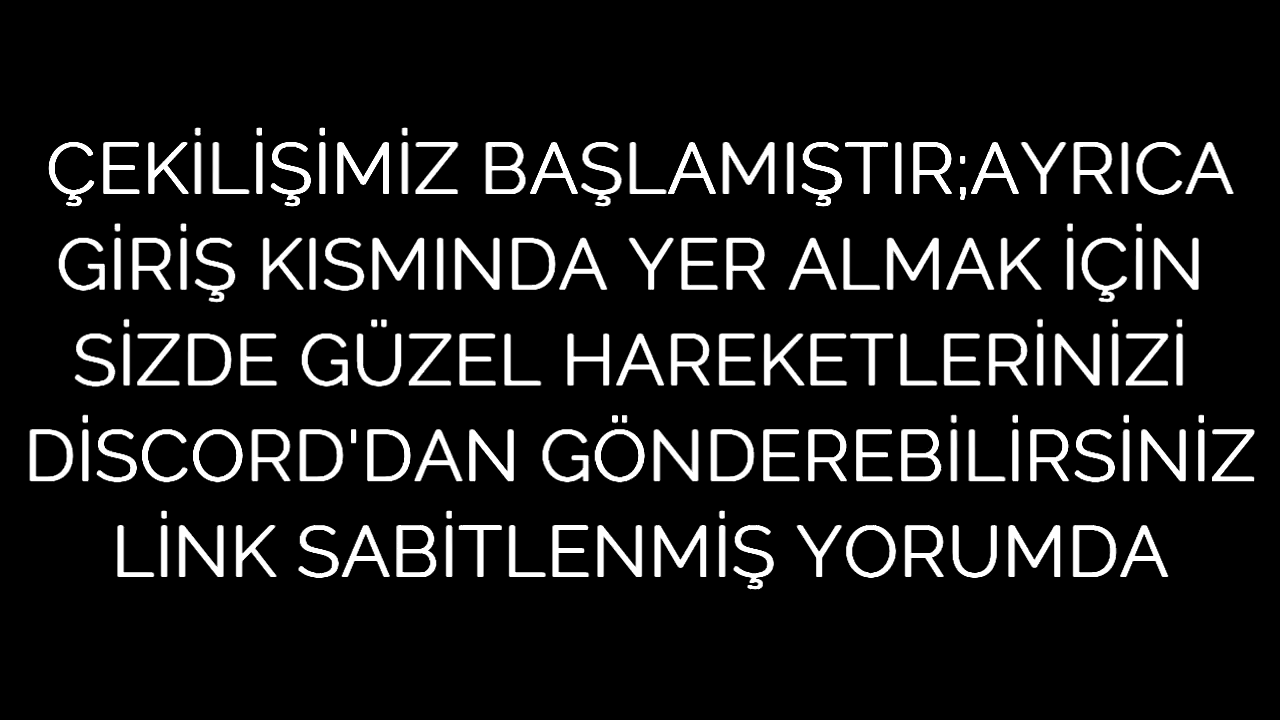 ÇEKİLİŞİMİZ BAŞLAMIŞTIR;AYRICA
GİRİŞ KISMINDA YER ALMAK İÇİN
SİZDE GÜZEL HAREKETLERİNİZİ
DİSCORD'DAN GÖNDEREBİLİRSİNİZ
LİNK SABİTLENMİŞ YORUMDA